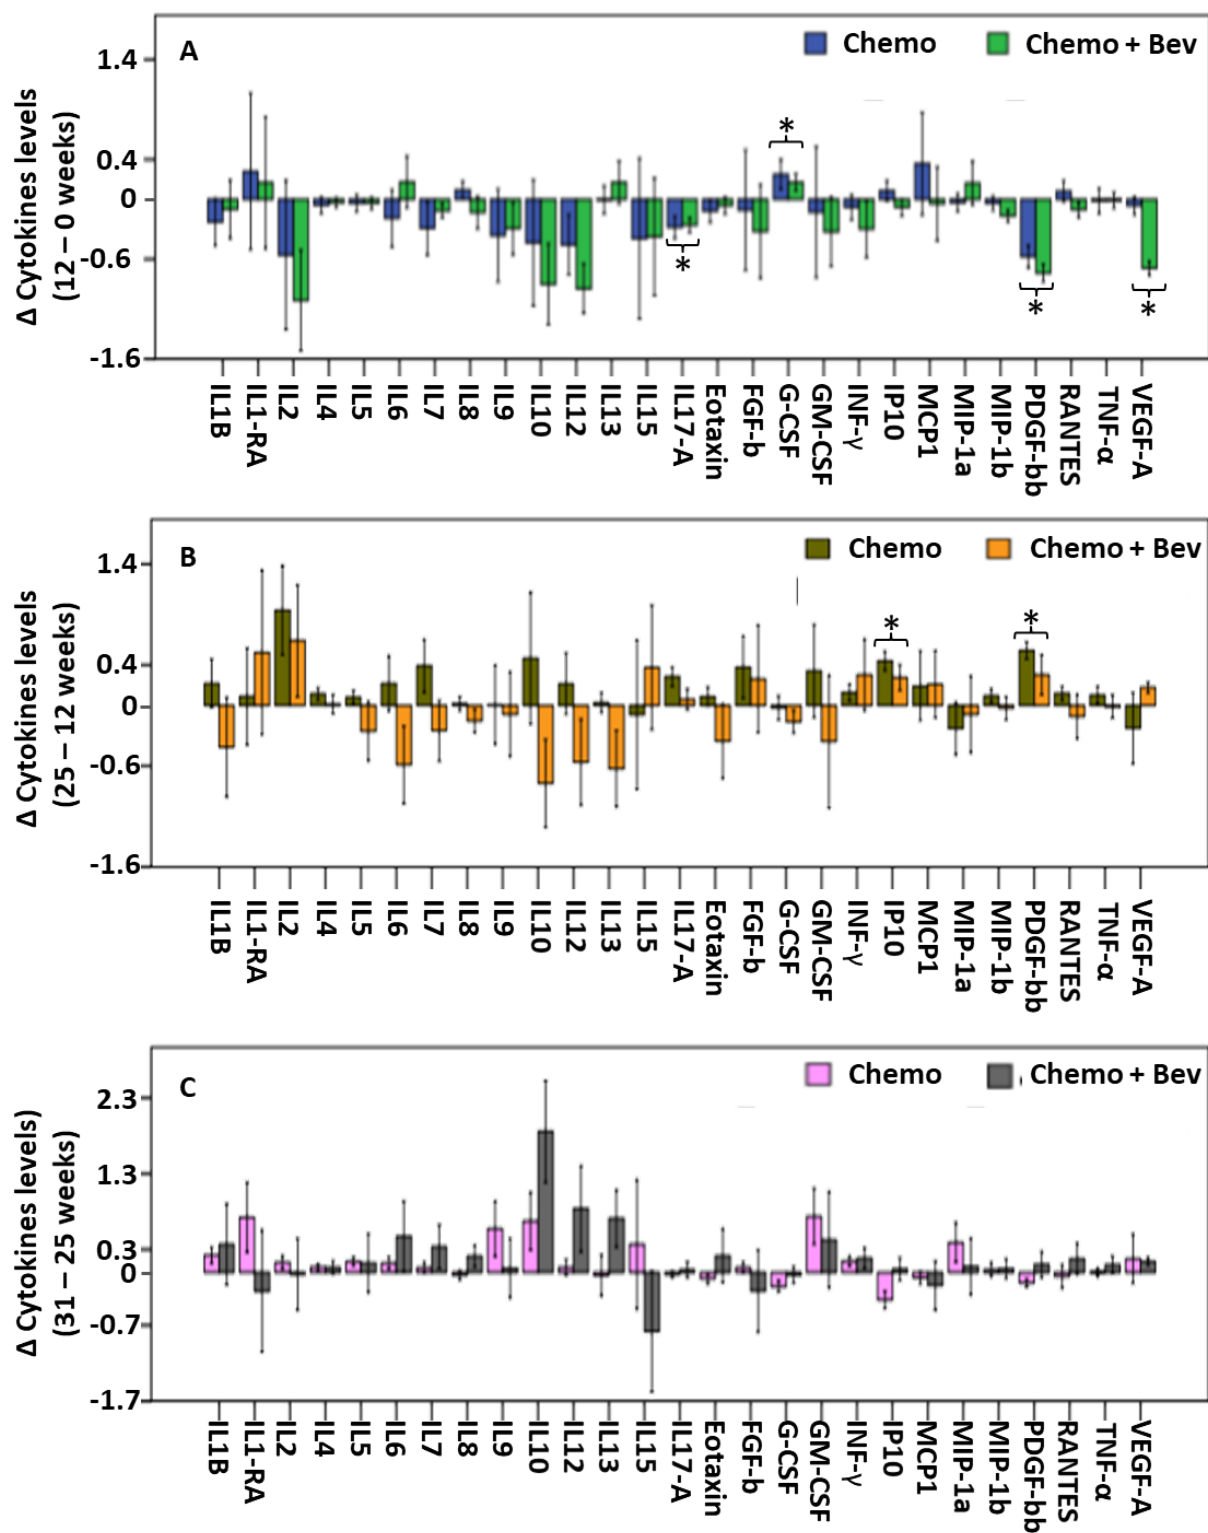 A
Chemo
Chemo + Bev
Δ Cytokines levels
(12 – 0 weeks)
1.4
0.4
0
-0.6
-1.6
*
*
*
*
IL1B
IL1-RA
IL2
IL4
IL5
IL6
IL7
IL8
IL9
IL10
IL12
IL13
IL15
IL17-A
Eotaxin
FGF-b
G-CSF
GM-CSF
INF-γ
IP10
MCP1
MIP-1a
MIP-1b
PDGF-bb
RANTES
TNF-α
VEGF-A
B
Chemo
Chemo + Bev
Δ Cytokines levels
(25 – 12 weeks)
1.4
0.4
0
-0.6
-1.6
*
*
IL1B
IL1-RA
IL2
IL4
IL5
IL6
IL7
IL8
IL9
IL10
IL12
IL13
IL15
IL17-A
Eotaxin
FGF-b
G-CSF
GM-CSF
INF-γ
IP10
MCP1
MIP-1a
MIP-1b
PDGF-bb
RANTES
TNF-α
VEGF-A
C
Chemo
Chemo + Bev
Δ Cytokines levels)
(31 – 25 weeks)
2.3
1.3
0.3
0
-0.7
-1.7
IL1B
IL1-RA
IL2
IL4
IL5
IL6
IL7
IL8
IL9
IL10
IL12
IL13
IL15
IL17-A
Eotaxin
FGF-b
G-CSF
GM-CSF
INF-γ
IP10
MCP1
MIP-1a
MIP-1b
PDGF-bb
RANTES
TNF-α
VEGF-A